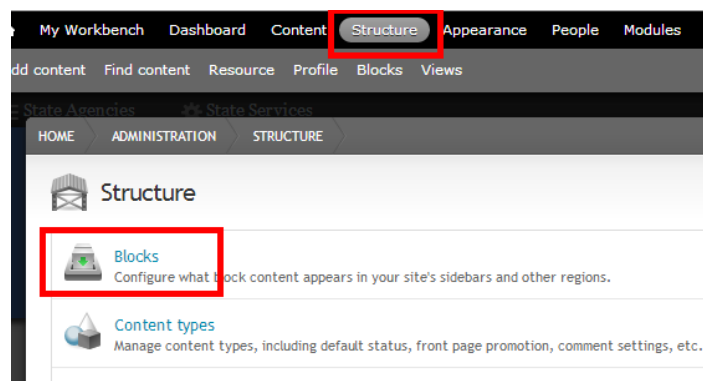 My Workbench Dashboard Content Structure Appearance People Modules
dd content Find content Resource Profile Blocks Views
State Agencies State Services
HOME ADMINISTRATION STRUCTURE
Structure
Blocks
Configure what block content appears in your site's sidebars and other regions.
Content types
Manage content types, including default status, front page promotion, comment settings, etc.